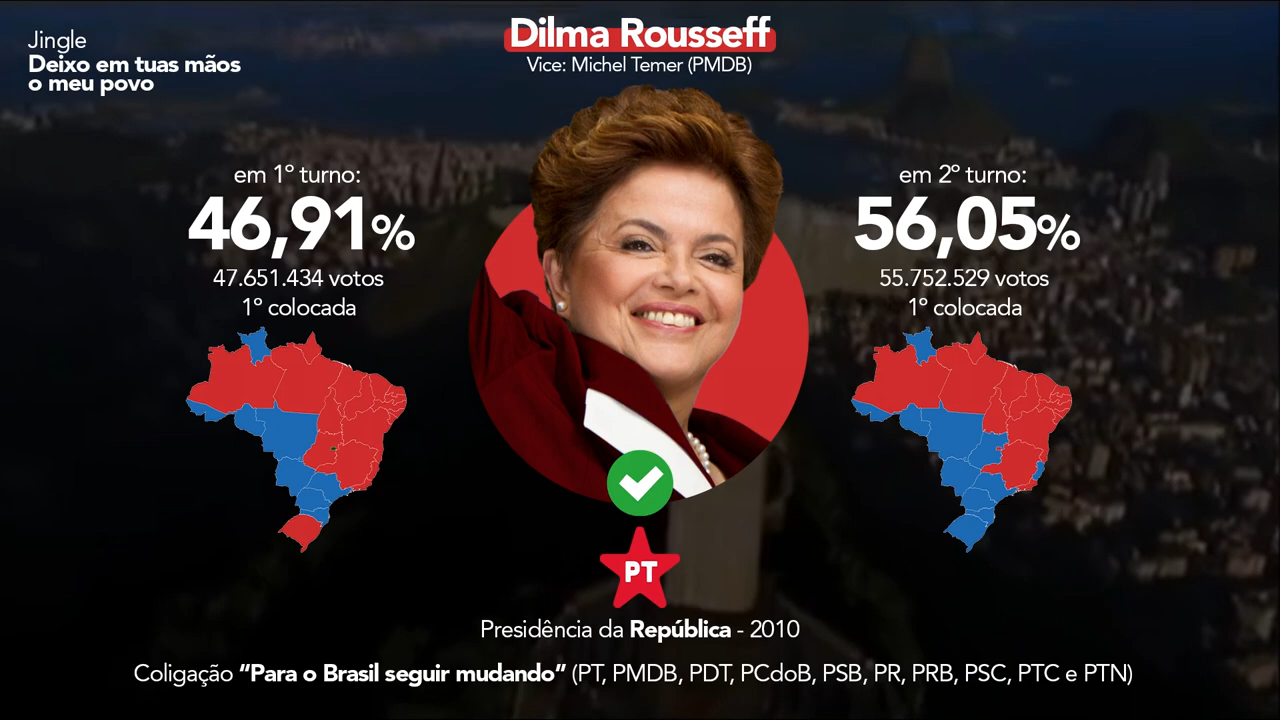 Jingle
Deixo em tuas mãos
o meu povo
Dilma Rousseff
Vice: Michel Temer (PMDB)
em 1º turno:
46,91%
47.651.434 votos
1º colocada
em 2º turno:
56,05%
55.752.529 votos
1º colocada
PT
Presidência da República - 2010
Coligação “Para o Brasil seguir mudando” (PT, PMDB, PDT, PCdoB, PSB, PR, PRB, PSC, PTC e PTN)